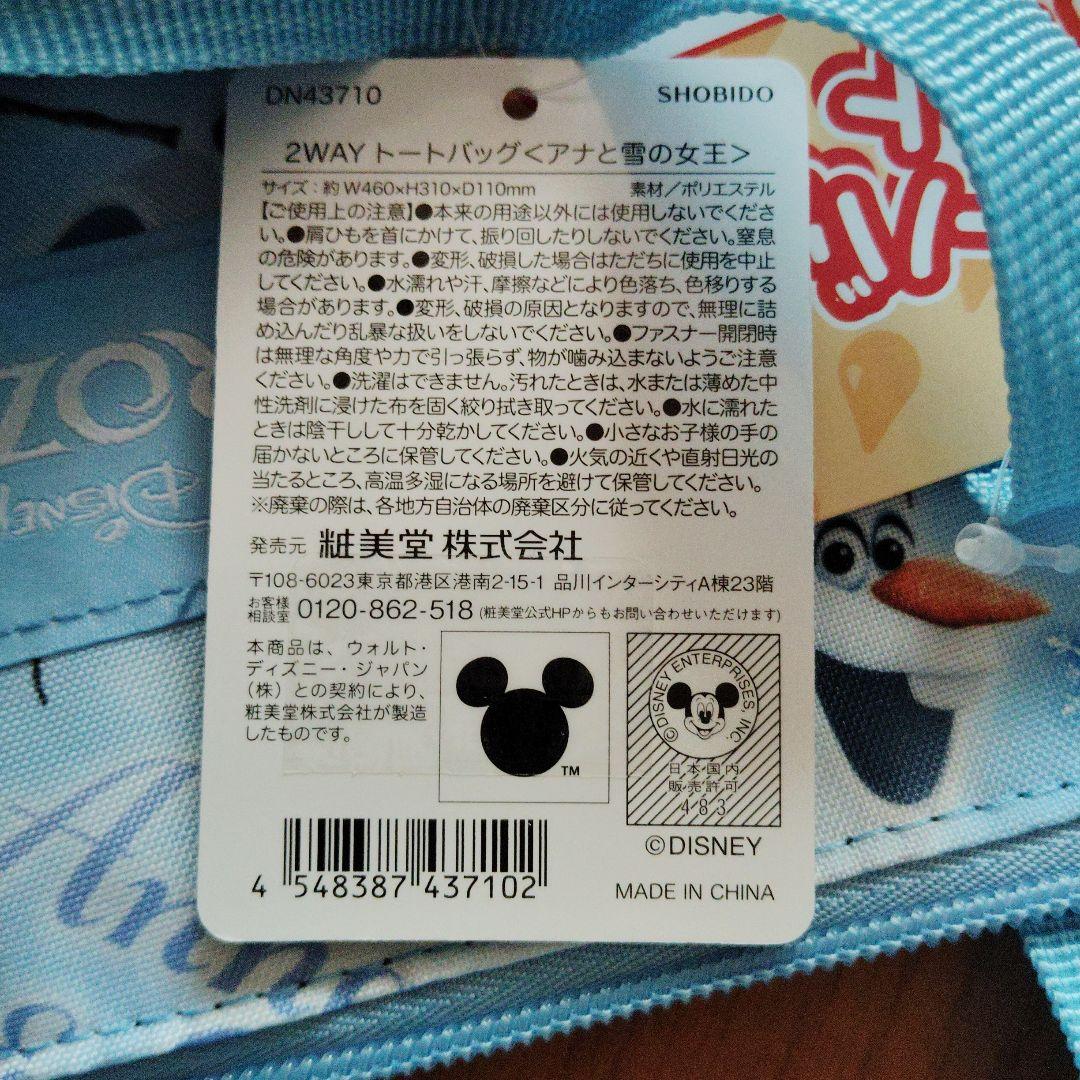 DN43710
SHOBIDO
2WAY トートバッグ<アナと雪の女王>
サイズ:約 W460×H310×D110mm 素材/ポリエステル
【ご使用上の注意】●本来の用途以外には使用しないでくださ
い。●肩ひもを首にかけて、振り回したりしないでください。窒息
の危険があります。●変形、破損した場合はただちに使用を中止
してください。●水濡れや汗、摩擦などにより色落ち、色移りする
場合があります。●変形、破損の原因となりますので、無理に詰
め込んだり乱暴な扱いをしないでください。●ファスナー開閉時
は無理な角度や力で引っ張らず、物が噛み込まないようご注意
ください。●洗濯はできません。汚れたときは、水または薄めた中
性洗剤に浸けた布を固く絞り拭き取ってください。●水に濡れた
ときは陰干しして十分乾かしてください。●小さなお子様の手の
届かないところに保管してください。●火気の近くや直射日光の
当たるところ、高温多湿になる場所を避けて保管してください。
※廃棄の際は、各地方自治体の廃棄区分に従ってください。
発売元 粧美堂 株式会社
〒108-6023東京都港区港南2-15-1 品川インターシティA棟23階
お客様
相談室 0120-862-518 (粧美堂公式HPからもお問い合わせいただけます)
本商品は、ウォルト・
ディズニー・ジャパン
(株)との契約により、
粧美堂株式会社が製造
したものです。
TM
©DISNEY ENTERPRISES, INC.
日本国内
販売許可
483
©DISNEY
4 548387 437102
MADE IN CHINA
DISNEY
Anna